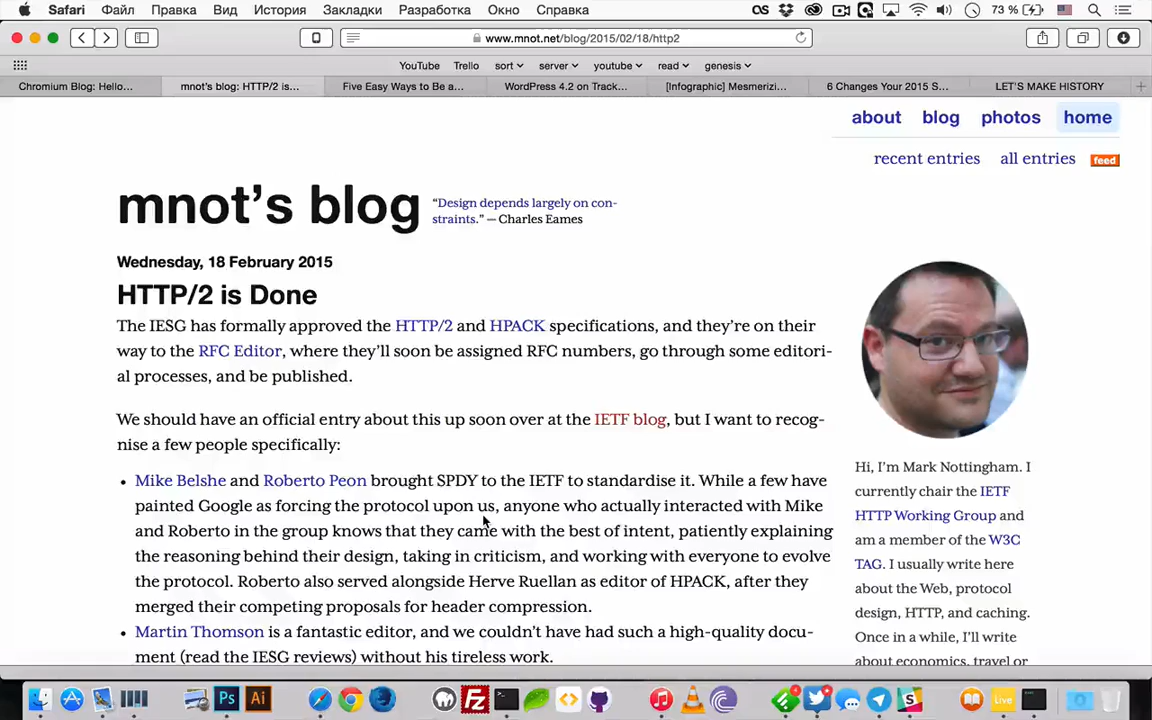 Safari Файл Правка Вид История Закладки Разработка Окно Справка 73 %
www.mnot.net/blog/2015/02/18/http2
YouTube Trello sort server youtube read genesis
Chromium Blog: Hello... mnot's blog: HTTP/2 is... Five Easy Ways to Be a... WordPress 4.2 on Track... [Infographic] Mesmerizi... 6 Changes Your 2015 S... LET'S MAKE HISTORY
about blog photos home
recent entries all entries feed
mnot's blog
“Design depends largely on con-
straints.” — Charles Eames
Wednesday, 18 February 2015
HTTP/2 is Done
The IESG has formally approved the HTTP/2 and HPACK specifications, and they're on their
way to the RFC Editor, where they'll soon be assigned RFC numbers, go through some editori-
al processes, and be published.
We should have an official entry about this up soon over at the IETF blog, but I want to recog-
nise a few people specifically:
• Mike Belshe and Roberto Peon brought SPDY to the IETF to standardise it. While a few have
painted Google as forcing the protocol upon us, anyone who actually interacted with Mike
and Roberto in the group knows that they came with the best of intent, patiently explaining
the reasoning behind their design, taking in criticism, and working with everyone to evolve
the protocol. Roberto also served alongside Herve Ruellan as editor of HPACK, after they
merged their competing proposals for header compression.
• Martin Thomson is a fantastic editor, and we couldn't have had such a high-quality docu-
ment (read the IESG reviews) without his tireless work.
Hi, I'm Mark Nottingham. I
currently chair the IETF
HTTP Working Group and
am a member of the W3C
TAG. I usually write here
about the Web, protocol
design, HTTP, and caching.
Once in a while, I'll write
about economics, travel or
Ps Ai Fz Live